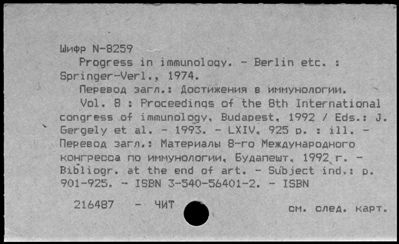 Шифр N-8259
Progress in immunology. - Berlin etc. :
Springer-Verl., 1974.
Перевод загл.: Достижения в иммунологии.
Vol. 8 : Proceedings of the 8th International
congress of immunology. Budapest, 1992 / Eds.: J.
Gergely et al. - 1993. - LXIV, 925 p. : ill. -
Перевод загл.: Материалы 8-го Международного
конгресса по иммунологии, Будапешт, 1992 г. -
Bibliogr. at the end of art. - Subject ind.: p.
901-925. - ISBN 3-540-56401-2. - ISBN
216487 - ЧИТ
см. след. карт.